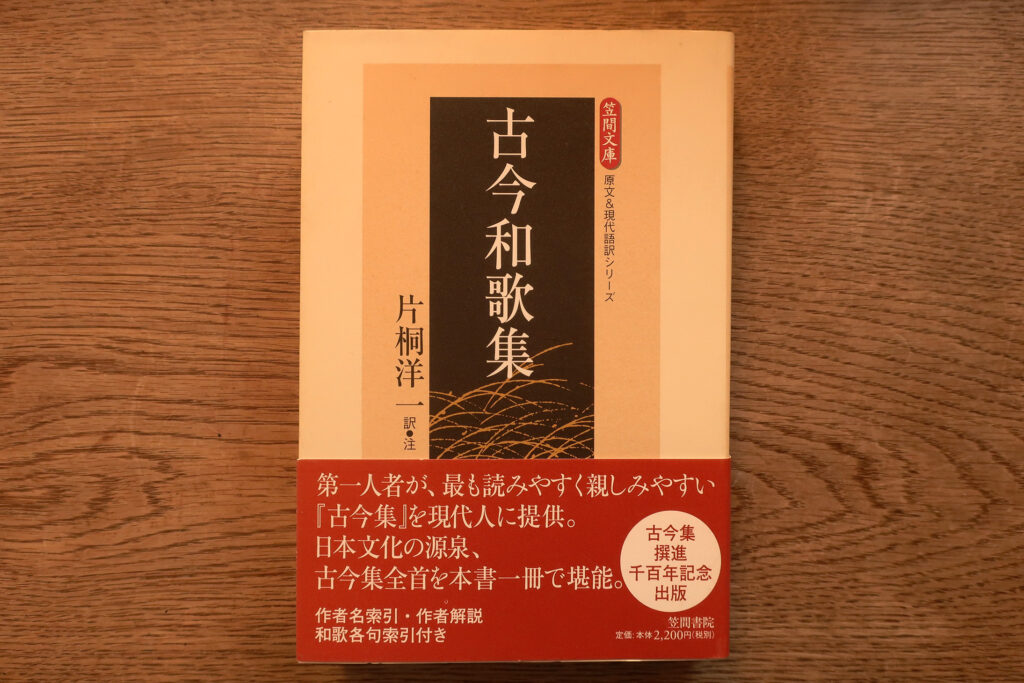 笠間文庫
原文&現代語訳シリーズ
古今和歌集
片桐洋一
訳●注
第一人者が、最も読みやすく親しみやすい
『古今集』を現代人に提供。
日本文化の源泉、
古今集全首を本書一冊で堪能。
古今集
撰進
千百年記念
出版
作者名索引・作者解説
和歌各句索引付き
笠間書院
定価:本体2,200円(税別)